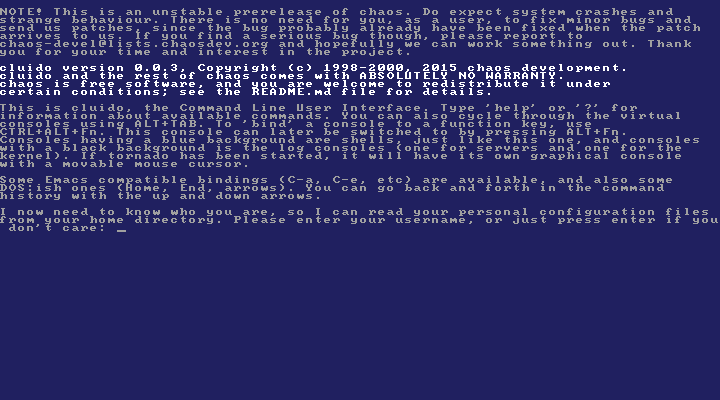 NOTE! This is an unstable prerelease of chaos. Do expect system crashes and
strange behaviour. There is no need for you, as a user, to fix minor bugs and
send us patches, since the bug probably already have been fixed when the patch
arrives to us. If you find a serious bug though, please report to
chaos-devel@lists.chaosdev.org and hopefully we can work something out. Thank
you for your time and interest in the project.
cluido version 0.0.3, Copyright (c) 1998-2000, 2015 chaos development.
cluido and the rest of chaos comes with ABSOLUTELY NO WARRANTY.
chaos is free software, and you are welcome to redistribute it under
certain conditions; see the README.md file for details.
This is cluido, the Command Line User Interface. Type 'help' or '?' for
information about available commands. You can also cycle through the virtual
consoles using ALT+TAB. To 'bind' a console to a function key, use
CTRL+ALT+Fn. This console can later be switched to by pressing ALT+Fn.
Consoles having a blue background are shells, just like this one, and consoles
with a black background is the log consoles (one for servers and one for the
kernel). If tornado has been started, it will have its own graphical console
with a movable mouse cursor.
Some Emacs compatible bindings (C-a, C-e, etc) are available, and also some
DOS:ish ones (Home, End, arrows). You can go back and forth in the command
history with the up and down arrows.
I now need to know who you are, so I can read your personal configuration files
from your home directory. Please enter your username, or just press enter if you
don't care: _